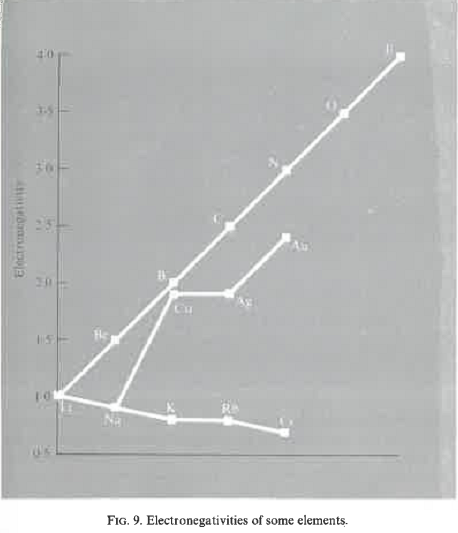 F
4·0
O
3·5
N
3·0
C
2·5
Au
Electronegativity
B
2·0
Cu
Ag
Be
1·5
1·0
Li
Na
K
Rb
Cs
0·5
FIG. 9. Electronegativities of some elements.